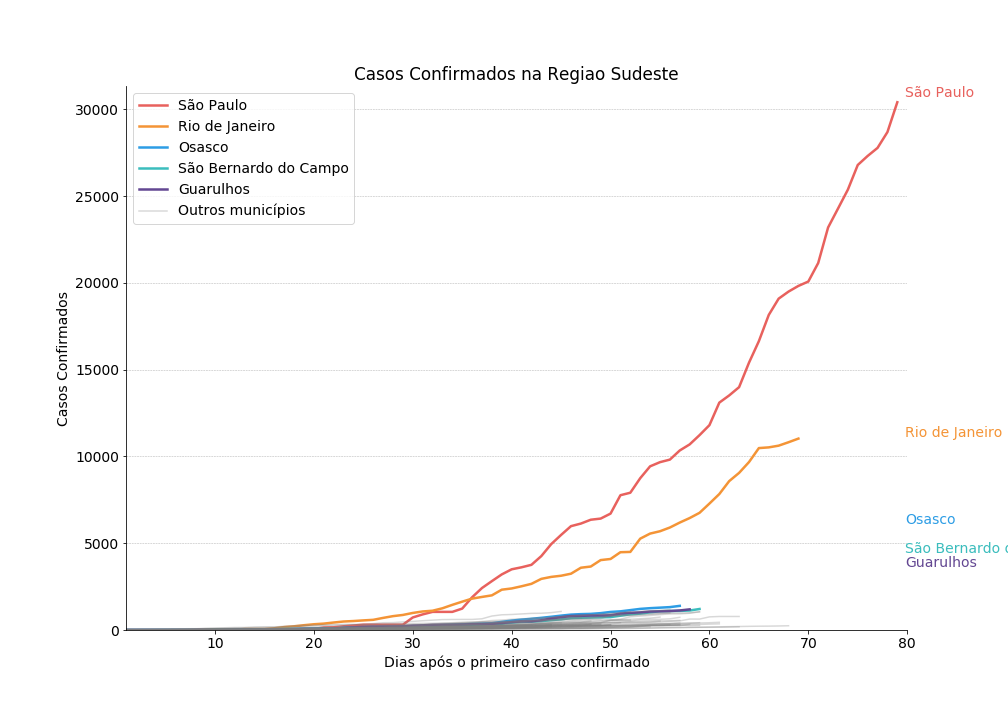 Casos Confirmados na Regiao Sudeste
São Paulo
Rio de Janeiro
Osasco
São Bernardo do Campo
Guarulhos
Outros municípios
30000
25000
20000
15000
10000
5000
0
Casos Confirmados
10 20 30 40 50 60 70 80
Dias após o primeiro caso confirmado
São Paulo
Rio de Janeiro
Osasco
São Bernardo
Guarulhos